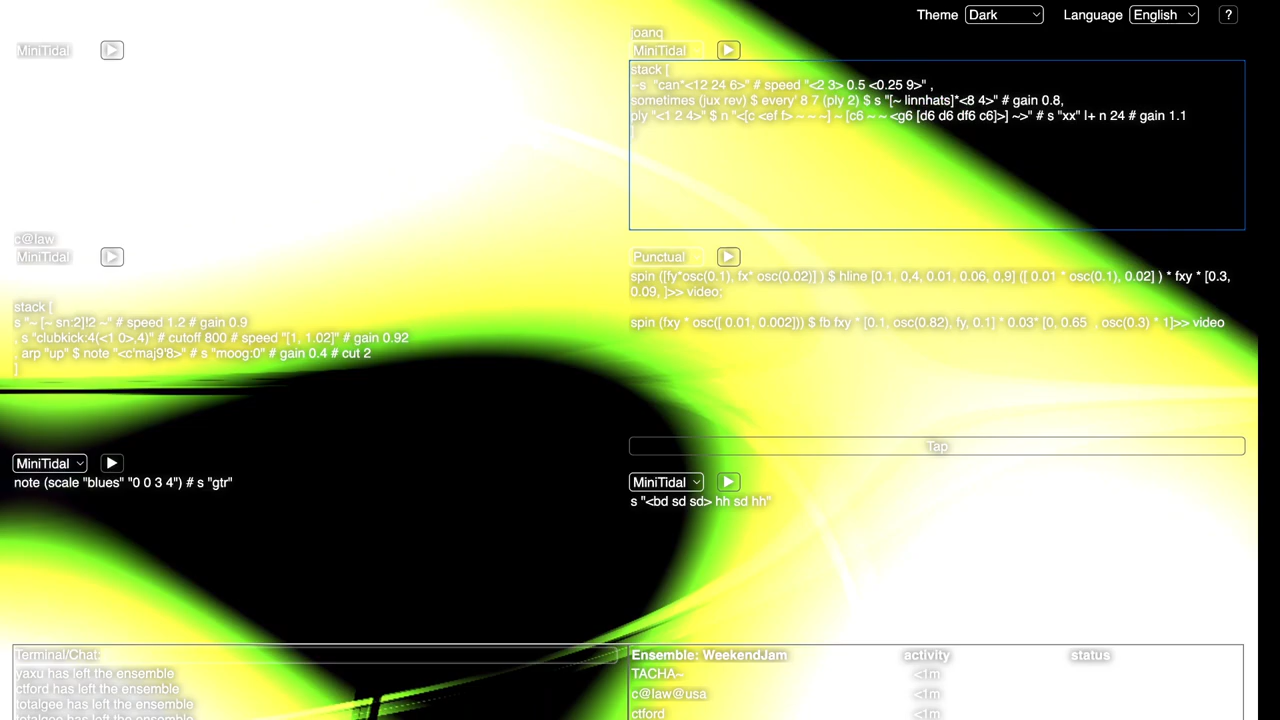 Theme Dark Language English ?
joanq
MiniTidal
MiniTidal
stack [
--s "can*<12 24 6>" # speed "<2 3> 0.5 <0.25 9>" ,
sometimes (jux rev) $ every' 8 7 (ply 2) $ s "[~ linnhats]*<8 4>" # gain 0.8,
ply "<1 2 4>" $ n "<[c <ef f> ~ ~ ~] ~ [c6 ~ ~ <g6 [d6 d6 df6 c6]>] ~>" # s "xx" |+ n 24 # gain 1.1
]
c@law
MiniTidal
stack [
s "~ [~ sn:2]!2 ~" # speed 1.2 # gain 0.9
, s "clubkick:4(<1 0>,4)" # cutoff 800 # speed "[1, 1.02]" # gain 0.92
, arp "up" $ note "<c'maj9'8>" # s "moog:0" # gain 0.4 # cut 2
]
Punctual
spin ([fy*osc(0.1), fx* osc(0.02)] ) $ hline [0.1, 0,4, 0.01, 0.06, 0,9] ([ 0.01 * osc(0.1), 0.02] ) * fxy * [0.3,
0.09, ]>> video;
spin (fxy * osc([ 0.01, 0.002])) $ fb fxy * [0.1, osc(0.82), fy, 0.1] * 0.03* [0, 0.65 , osc(0.3) * 1]>> video
Tap
MiniTidal
note (scale "blues" "0 0 3 4") # s "gtr"
MiniTidal
s "<bd sd sd> hh sd hh"
Terminal/Chat:
yaxu has left the ensemble
ctford has left the ensemble
totalgee has left the ensemble
totalgee has left the ensemble
Ensemble: WeekendJam activity status
TACHA~ <1m
c@law@usa <1m
ctford <1m